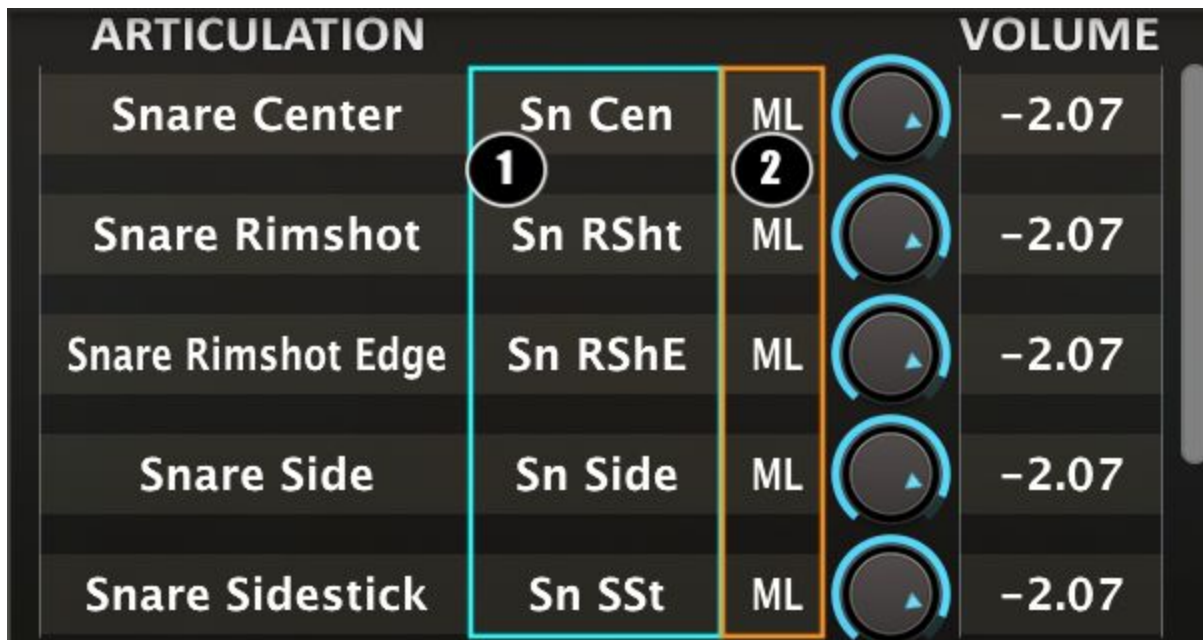 ARTICULATION VOLUME
Snare Center Sn Cen ML -2.07
1 2
Snare Rimshot Sn RSht ML -2.07
Snare Rimshot Edge Sn RShE ML -2.07
Snare Side Sn Side ML -2.07
Snare Sidestick Sn SSt ML -2.07